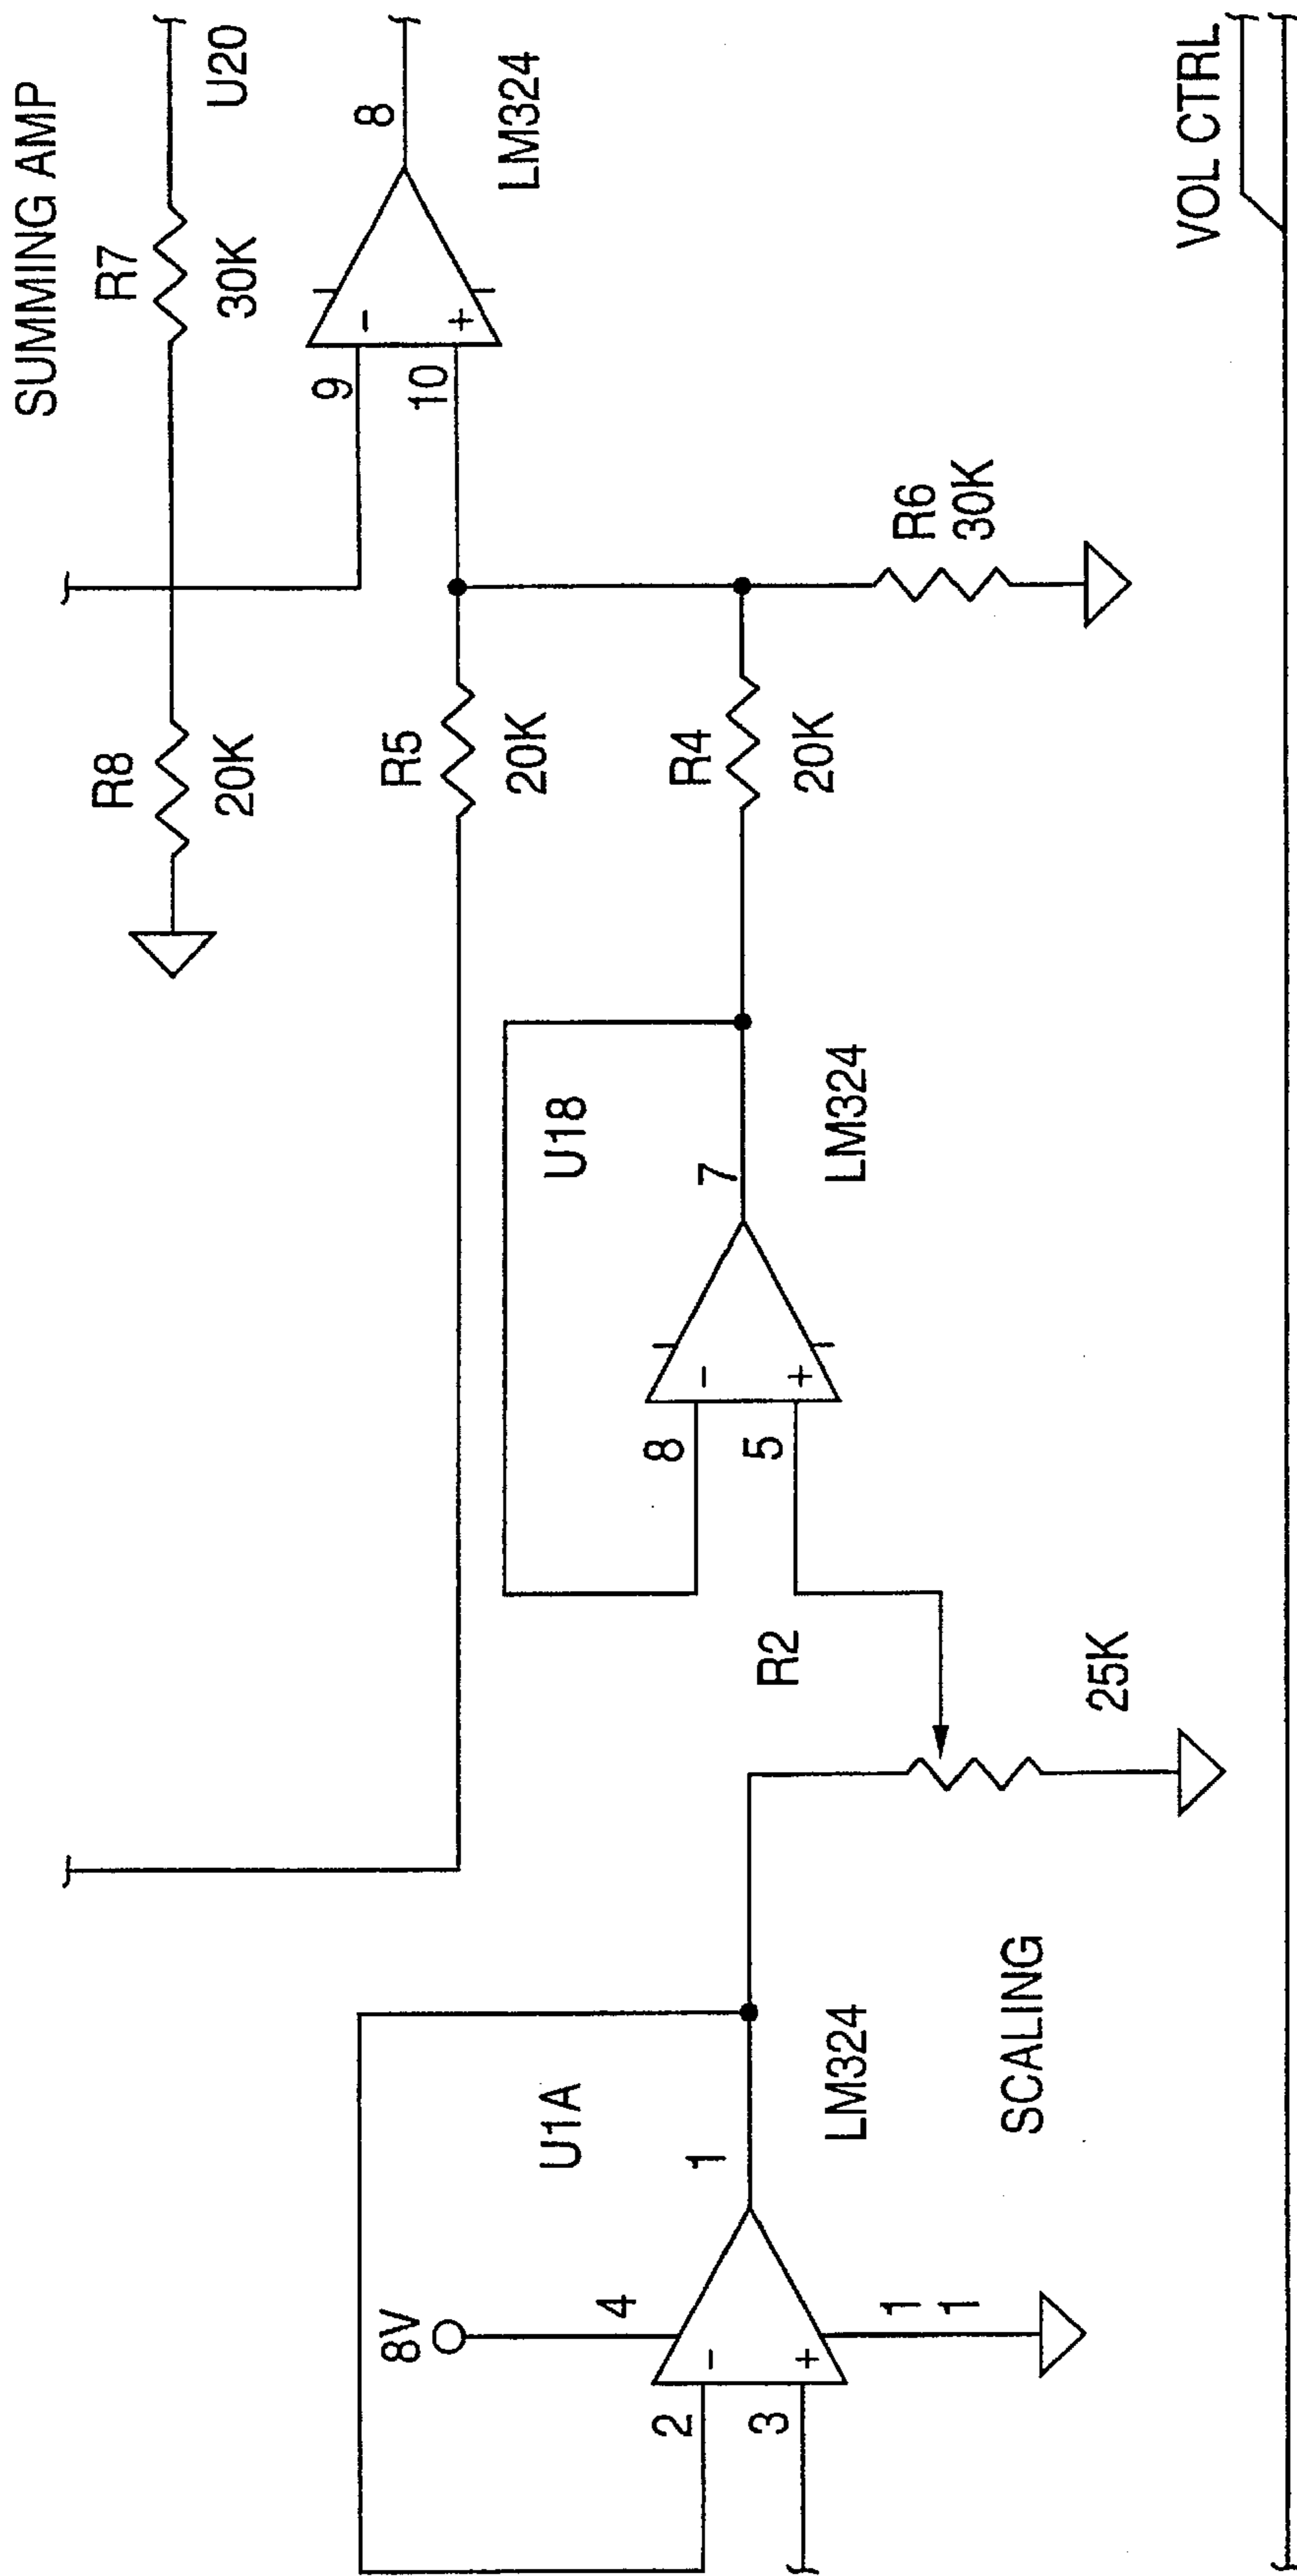 SUMMING AMP
R7
30K
U20
8
LM324
9
-
10
+
R8
20K
R5
20K
R4
20K
R6
30K
VOL CTRL
U18
7
LM324
8
-
5
+
R2
25K
U1A
1
LM324
SCALING
8V
4
2
-
3
+
11